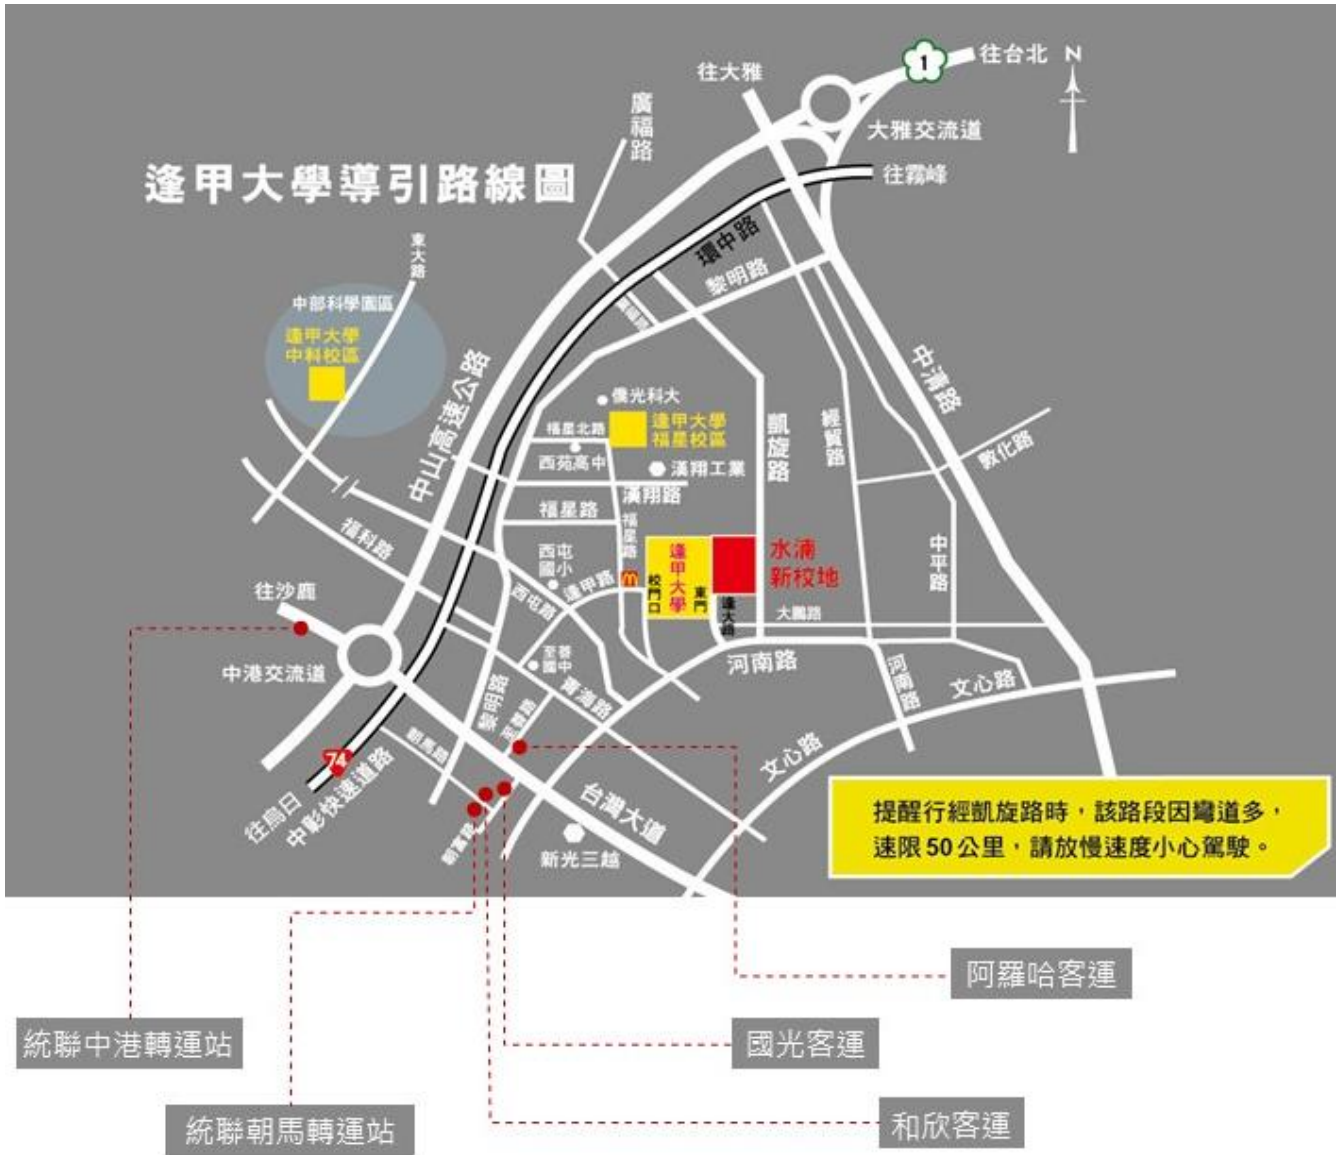 往台北
1
N
往大雅
大雅交流道
廣福路
往霧峰
逢甲大學導引路線圖
環中路
黎明路
東大路
中部科學園區
逢甲大學
中科校區
廣福路
中山高速公路
中清路
僑光科大
逢甲大學
福星校區
福星北路
西苑高中
漢翔工業
凱旋路
經貿路
敦化路
漢翔路
福星路
福星路
福科路
西屯
國小
逢甲路
西屯路
校門口
逢甲大學
東門
水湳
新校地
中平路
往沙鹿
逢大路
大鵬路
中港交流道
至善
國中
河南路
河南路
文心路
黎明路
至善路
青海路
朝馬路
74
文心路
往烏日
中彰快速道路
台灣大道
朝富路
新光三越
提醒行經凱旋路時，該路段因彎道多，
速限50公里，請放慢速度小心駕駛。
阿羅哈客運
統聯中港轉運站
國光客運
統聯朝馬轉運站
和欣客運